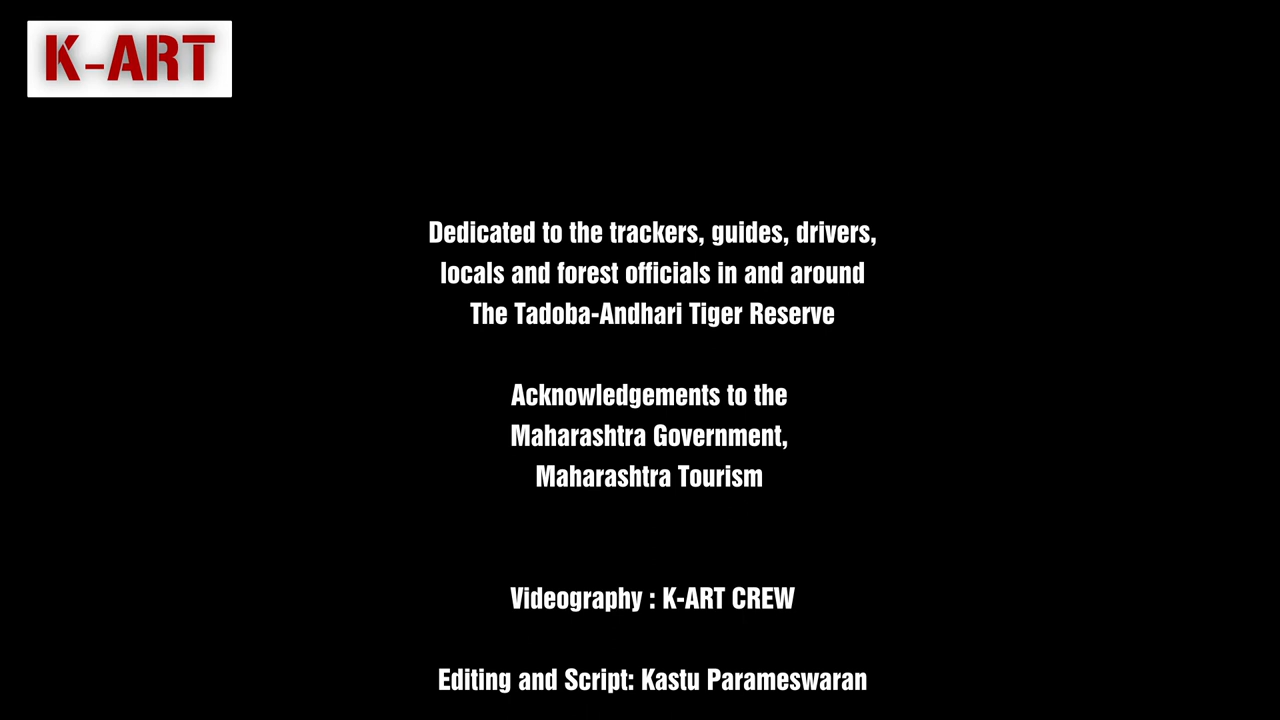 K-ART
Dedicated to the trackers, guides, drivers,
locals and forest officials in and around
The Tadoba-Andhari Tiger Reserve
Acknowledgements to the
Maharashtra Government,
Maharashtra Tourism
Videography : K-ART CREW
Editing and Script: Kastu Parameswaran